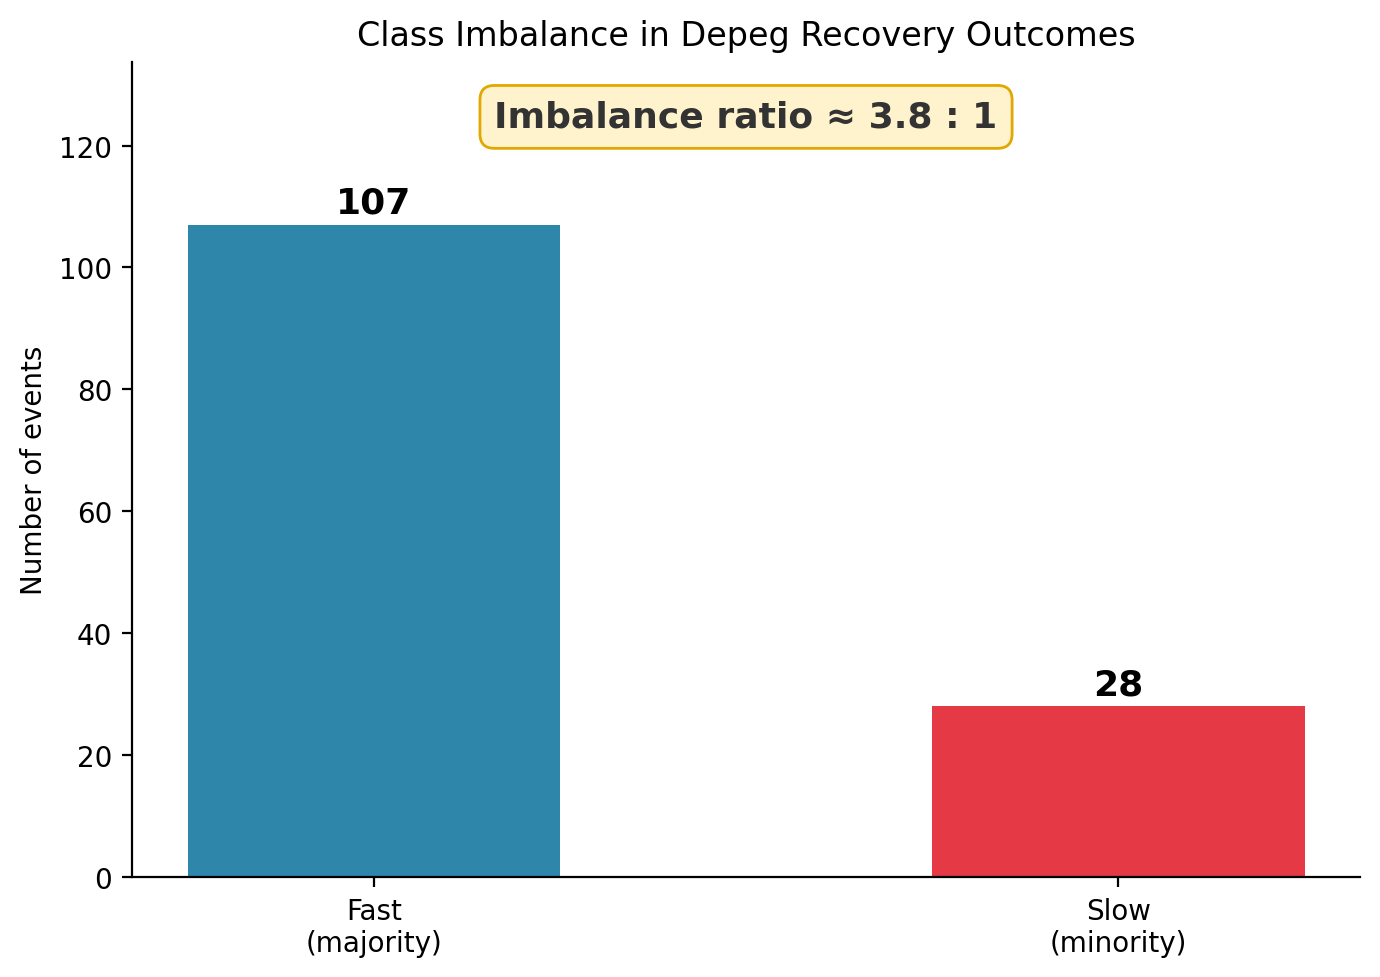 Class Imbalance in Depeg Recovery Outcomes
Imbalance ratio ≈ 3.8 : 1
Number of events
120
100
80
60
40
20
0
107
28
Fast
(majority)
Slow
(minority)